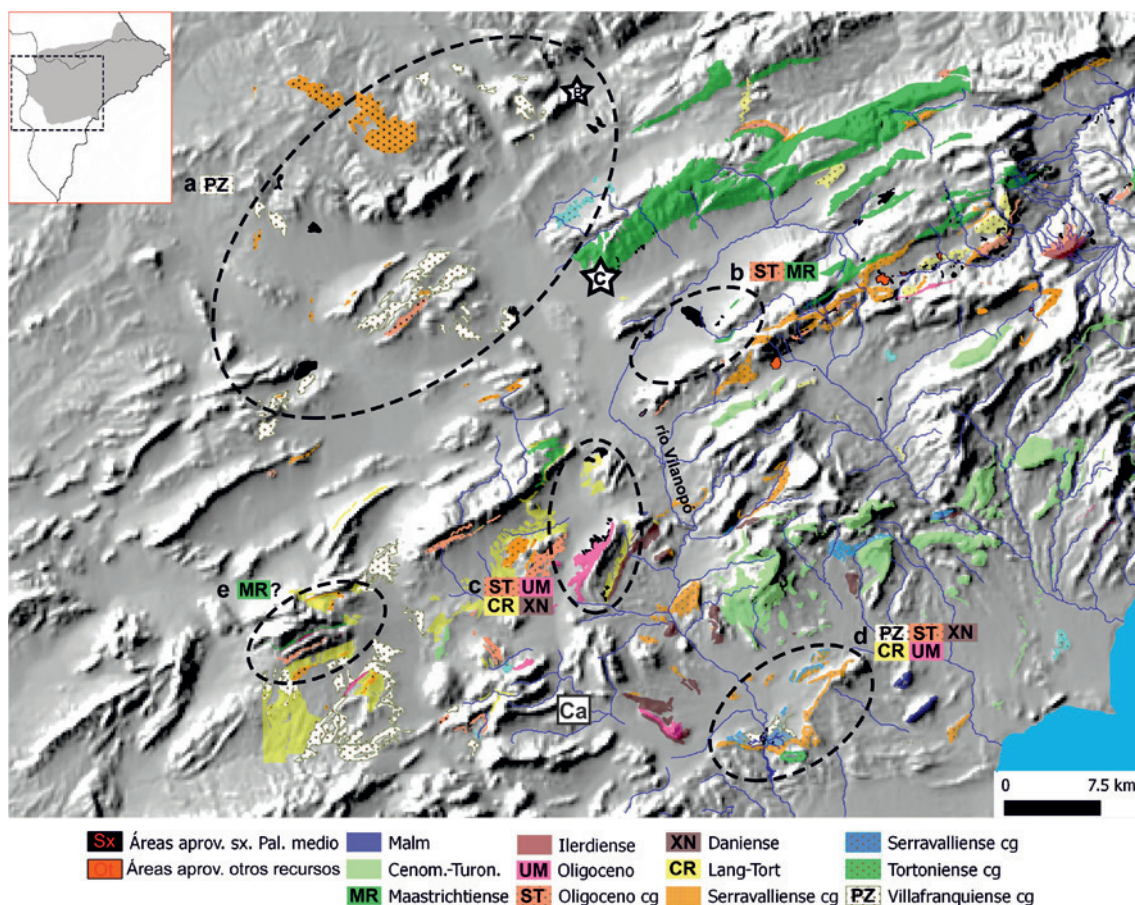 E
a PZ
C
b ST MR
río Vilanopó
e MR?
c ST UM
CR XN
d PZ ST XN
CR UM
Ca
0 7.5 km
Sx Áreas aprov. sx. Pal. medio
Ot Áreas aprov. otros recursos
Malm
Cenom.-Turon.
MR Maastrichtiense
Ilerdiense
UM Oligoceno
ST Oligoceno cg
XN Daniense
CR Lang-Tort
Serravalliense cg
Serravalliense cg
Tortoniense cg
PZ Villafranquiense cg